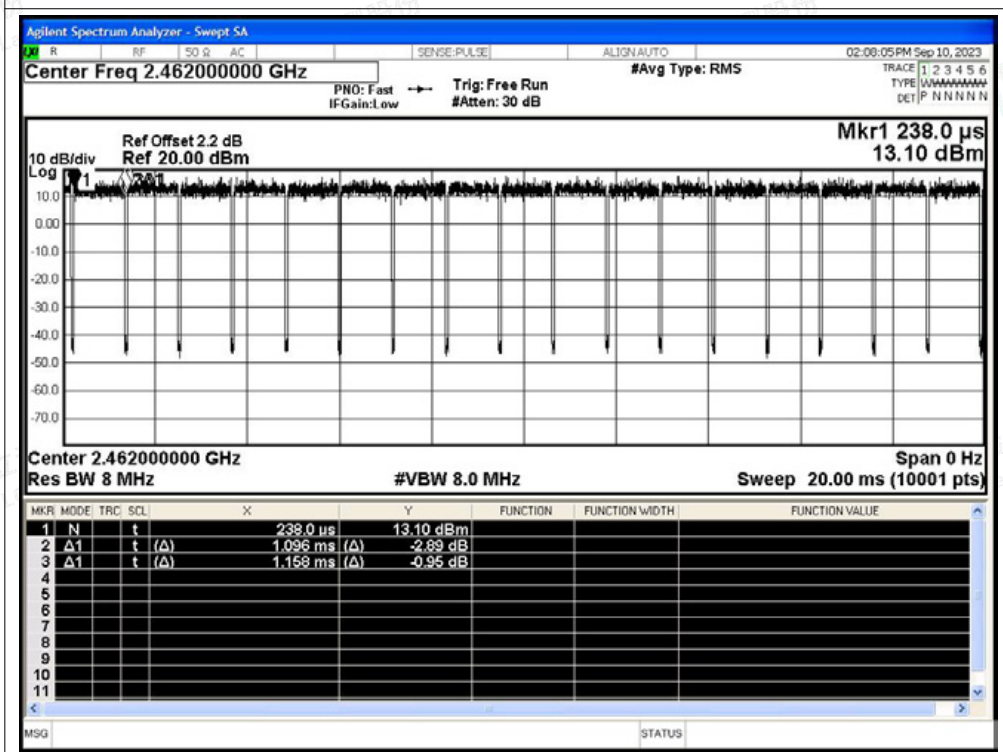 Agilent Spectrum Analyzer - Swept SA
R RF 50 Ω AC SENSE:PULSE ALIGN AUTO 02:08:05 PM Sep 10, 2023
Center Freq 2.462000000 GHz
PNO: Fast
IFGain:Low
Trig: Free Run
#Atten: 30 dB
#Avg Type: RMS
TRACE 1 2 3 4 5 6
TYPE
DET P N N N N N
Mkr1 238.0 µs
13.10 dBm
Ref Offset 2.2 dB
10 dB/div Ref 20.00 dBm
Log
1
10.0
0.00
-10.0
-20.0
-30.0
-40.0
-50.0
-60.0
-70.0
Center 2.462000000 GHz Span 0 Hz
Res BW 8 MHz #VBW 8.0 MHz Sweep 20.00 ms (10001 pts)
MKR MODE TRC SCL X Y FUNCTION FUNCTION WIDTH FUNCTION VALUE
1 N t 238.0 µs 13.10 dBm
2 Δ1 t (Δ) 1.096 ms (Δ) -2.89 dB
3 Δ1 t (Δ) 1.158 ms (Δ) -0.95 dB
4
5
6
7
8
9
10
11
MSG STATUS